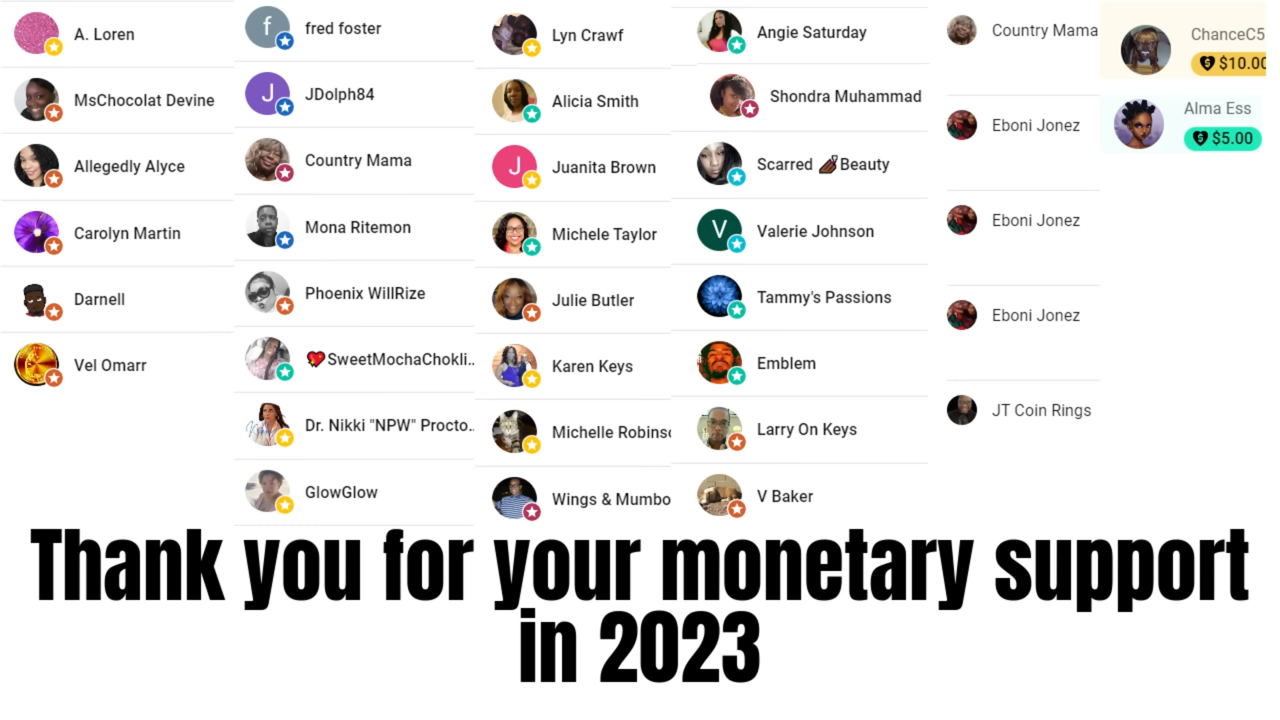 A. Loren
MsChocolat Devine
Allegedly Alyce
Carolyn Martin
Darnell
Vel Omarr
f
fred foster
J
JDolph84
Country Mama
Mona Ritemon
Phoenix WillRize
💖SweetMochaChokli..
Dr. Nikki "NPW" Procto..
GlowGlow
Lyn Crawf
Alicia Smith
J
Juanita Brown
Michele Taylor
Julie Butler
Karen Keys
Michelle Robins
Wings & Mumbo
Angie Saturday
Shondra Muhammad
Scarred 💅🏾Beauty
V
Valerie Johnson
Tammy's Passions
Emblem
Larry On Keys
V Baker
Country Mama
Eboni Jonez
Eboni Jonez
Eboni Jonez
JT Coin Rings
ChanceC5
$10.00
Alma Ess
$5.00
Thank you for your monetary support
in 2023